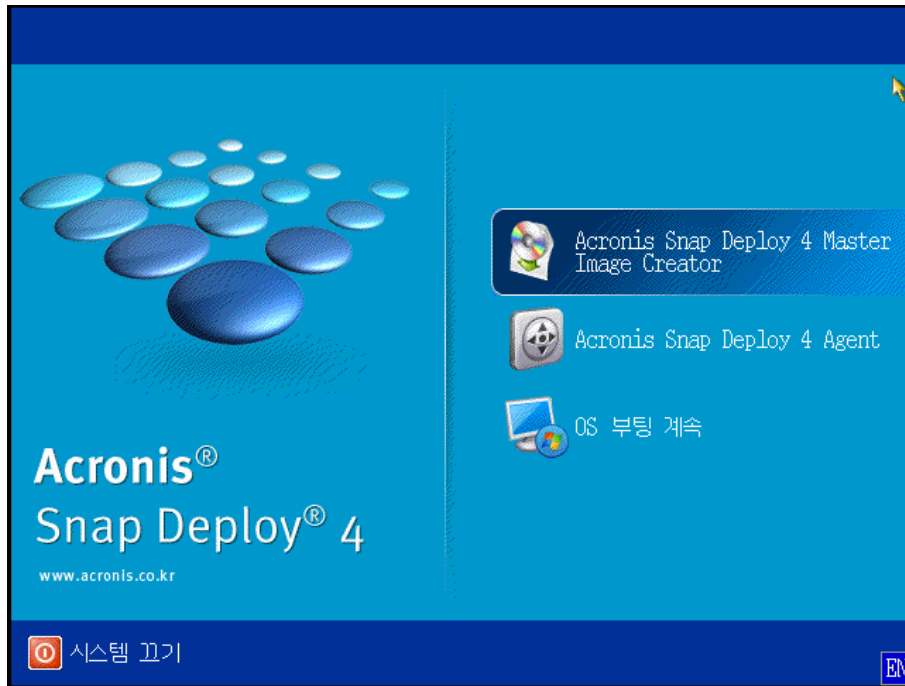 Acronis Snap Deploy 4 Master
Image Creator
Acronis Snap Deploy 4 Agent
OS 부팅 계속
Acronis®
Snap Deploy® 4
www.acronis.co.kr
시스템 끄기
EN